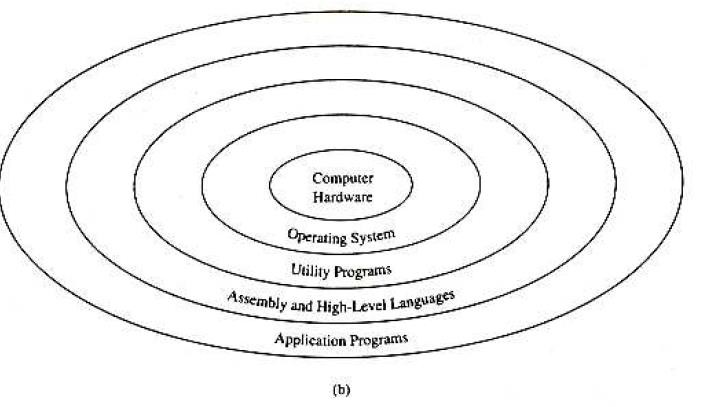 Computer
Hardware
Operating System
Utility Programs
Assembly and High-Level Languages
Application Programs
(b)